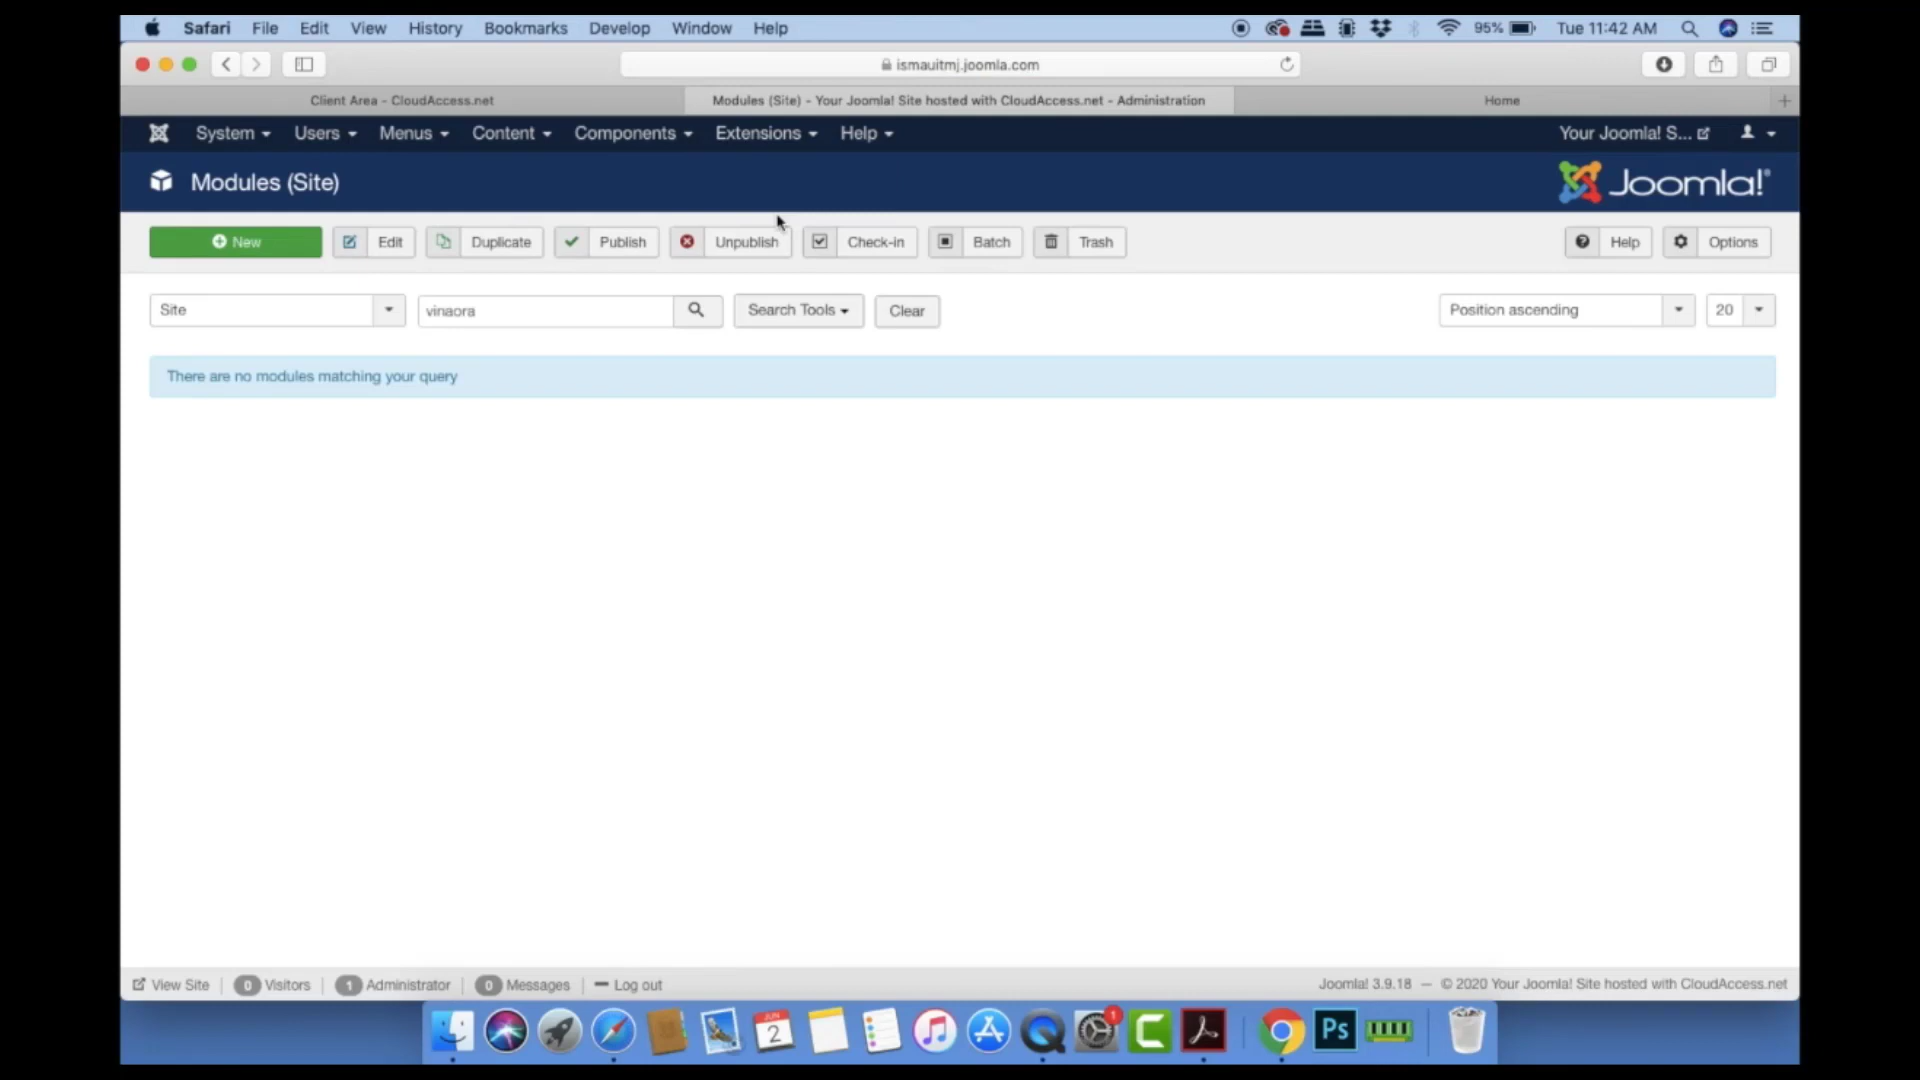 Safari File Edit View History Bookmarks Develop Window Help 95% Tue 11:42 AM
ismauitmj.joomla.com
Client Area - CloudAccess.net Modules (Site) - Your Joomla! Site hosted with CloudAccess.net - Administration Home
System Users Menus Content Components Extensions Help Your Joomla! S...
Modules (Site) Joomla!®
New Edit Duplicate Publish Unpublish Check-in Batch Trash Help Options
Site vinaora Search Tools Clear Position ascending 20
There are no modules matching your query
View Site 0 Visitors 1 Administrator 0 Messages Log out Joomla! 3.9.18 — © 2020 Your Joomla! Site hosted with CloudAccess.net
JUN
2
1
Ps